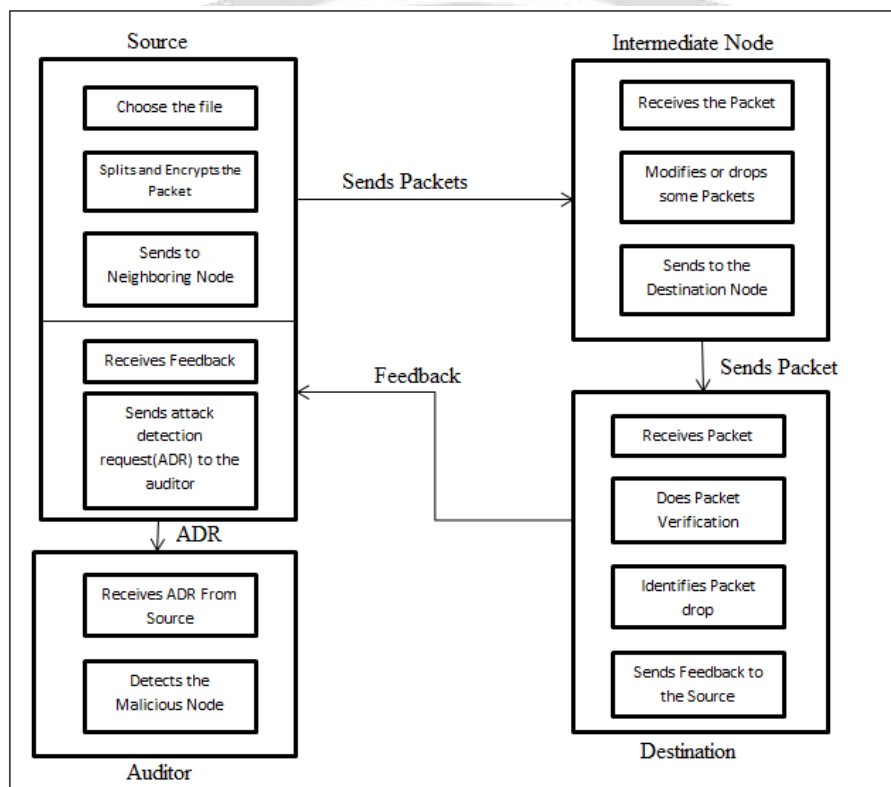 Source
Choose the file
Splits and Encrypts the
Packet
Sends to
Neighboring Node
Receives Feedback
Sends attack
detection
request(ADR) to the
auditor
Sends Packets
Intermediate Node
Receives the Packet
Modifies or drops
some Packets
Sends to the
Destination Node
Sends Packet
Feedback
Receives Packet
Does Packet
Verification
Identifies Packet
drop
Sends Feedback to
the Source
Destination
ADR
Receives ADR From
Source
Detects the
Malicious Node
Auditor